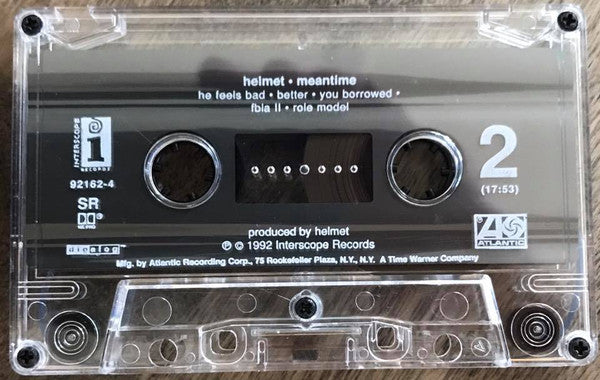 helmet • meantime
he feels bad • better • you borrowed •
fbla II • role model
INTERSCOPE
RECORDS
92162-4
SR
2
(17:53)
produced by helmet
℗ © 1992 Interscope Records
dicalog
ATLANTIC
Mfg. by Atlantic Recording Corp., 75 Rockefeller Plaza, N.Y., N.Y. A Time Warner Company